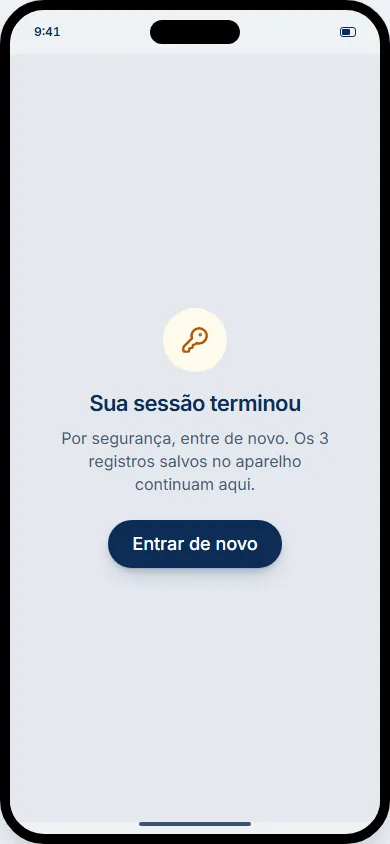 9:41
Sua sessão terminou
Por segurança, entre de novo. Os 3
registros salvos no aparelho
continuam aqui.
Entrar de novo